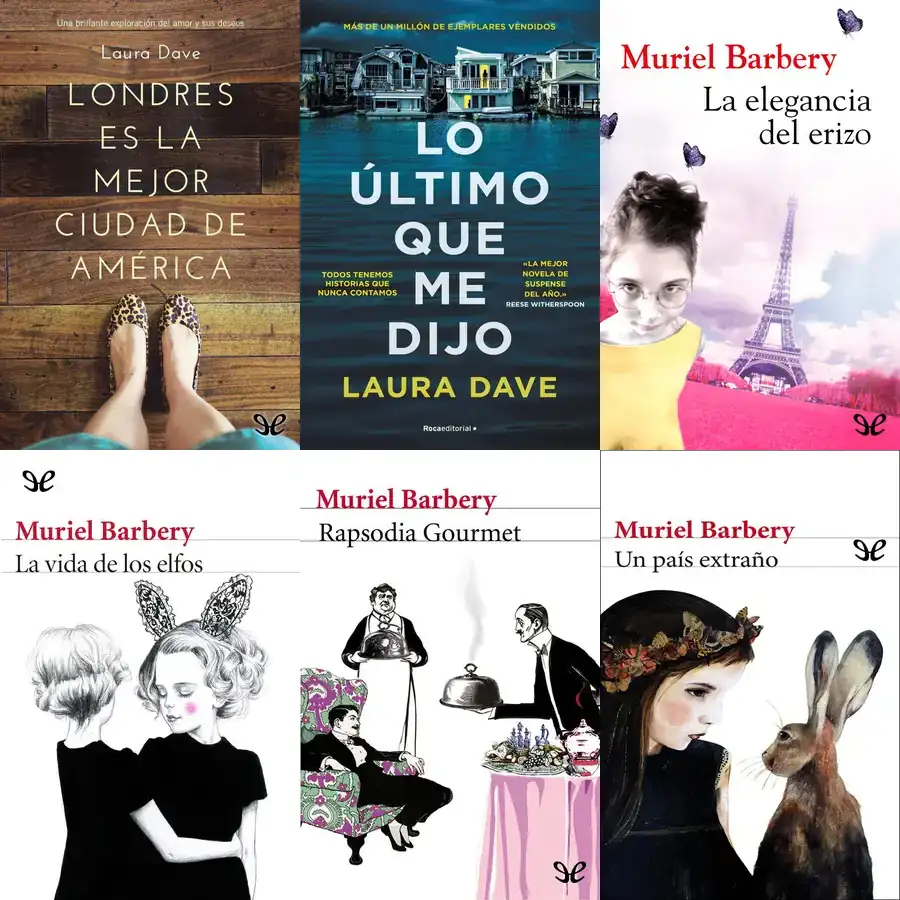 Una brillante exploración del amor y sus deseos
Laura Dave
LONDRES
ES LA
MEJOR
CIUDAD DE
AMÉRICA
MÁS DE UN MILLÓN DE EJEMPLARES VENDIDOS
LO
ÚLTIMO
QUE
ME
DIJO
TODOS TENEMOS
HISTORIAS QUE
NUNCA CONTAMOS
«LA MEJOR
NOVELA DE
SUSPENSE
DEL AÑO.»
REESE WITHERSPOON
LAURA DAVE
Rocaeditorial
Muriel Barbery
La elegancia
del erizo
Muriel Barbery
La vida de los elfos
Muriel Barbery
Rapsodia Gourmet
Muriel Barbery
Un país extraño